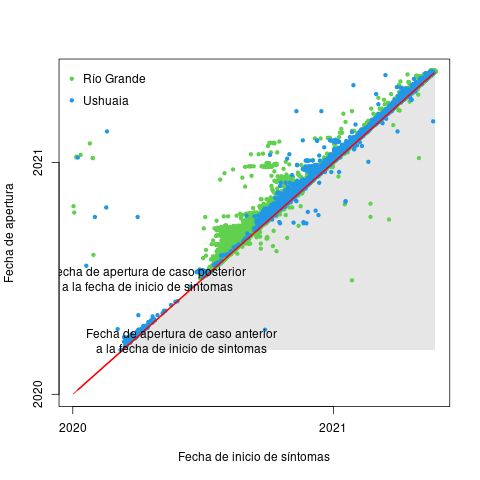 Río Grande
Ushuaia
2021
Fecha de apertura
echa de apertura de caso posterior
a la fecha de inicio de síntomas
Fecha de apertura de caso anterior
a la fecha de inicio de síntomas
2020
2020
2021
Fecha de inicio de síntomas